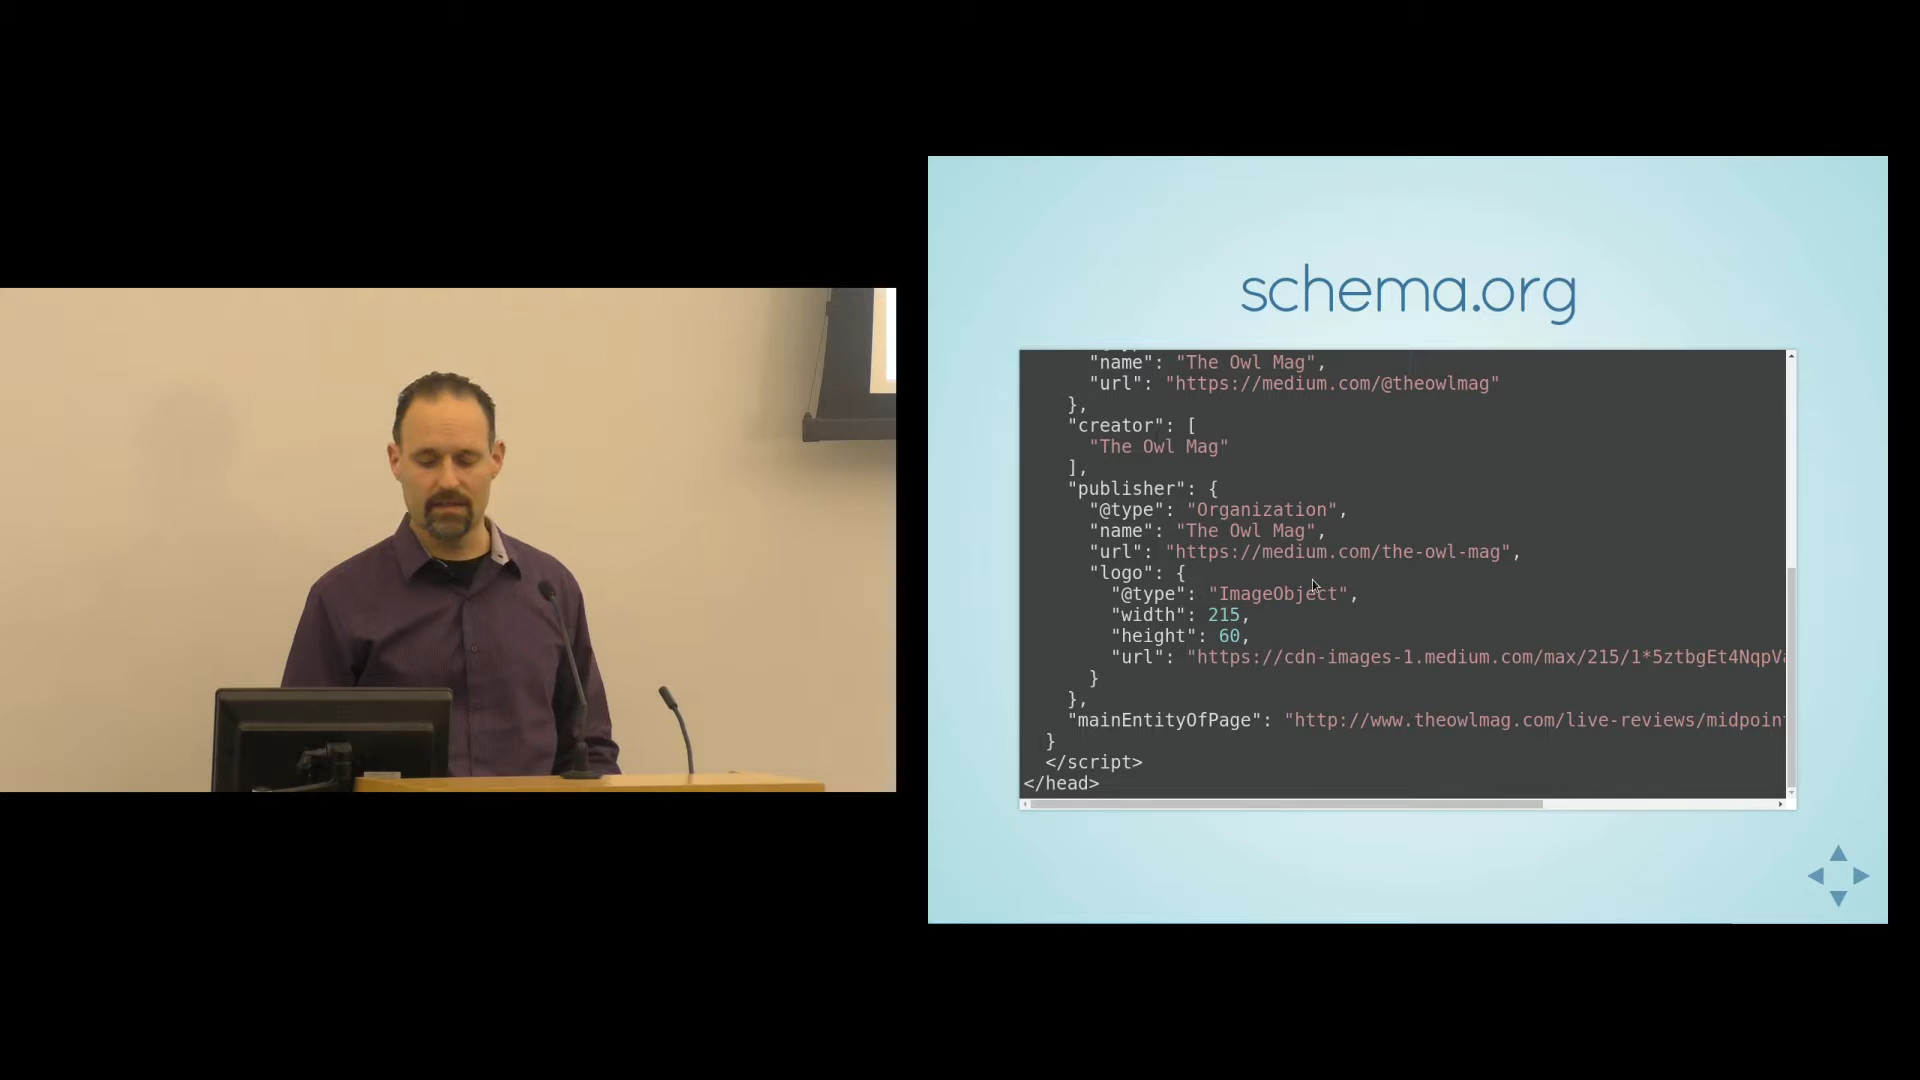 schema.org
"name": "The Owl Mag",
"url": "https://medium.com/@theowlmag"
},
"creator": [
"The Owl Mag"
],
"publisher": {
"@type": "Organization",
"name": "The Owl Mag",
"url": "https://medium.com/the-owl-mag",
"logo": {
"@type": "ImageObject",
"width": 215,
"height": 60,
"url": "https://cdn-images-1.medium.com/max/215/1*5ztbgEt4NqpVa
}
},
"mainEntityOfPage": "http://www.theowlmag.com/live-reviews/midpoint
}
</script>
</head>